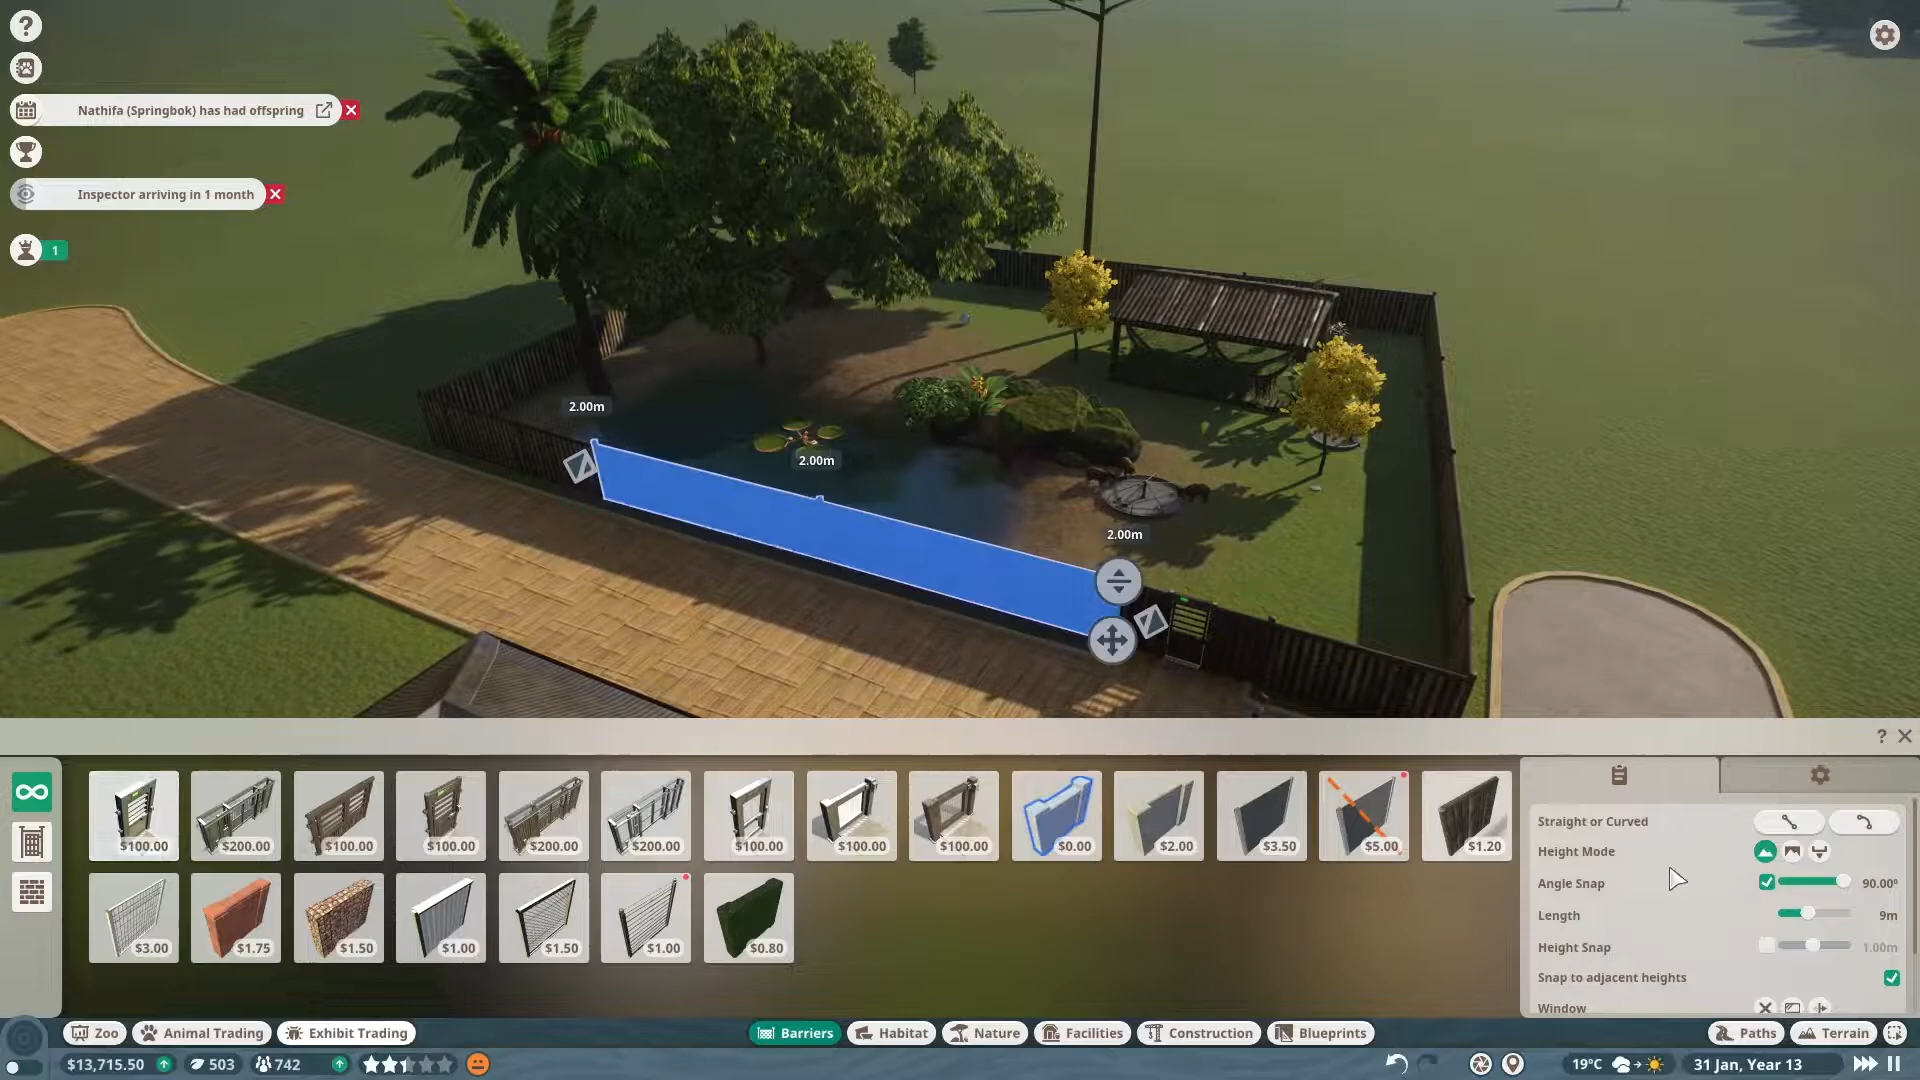 ?
Nathifa (Springbok) has had offspring
Inspector arriving in 1 month
1
2.00m
2.00m
2.00m
?
$100.00
$200.00
$100.00
$100.00
$200.00
$200.00
$100.00
$100.00
$100.00
$0.00
$2.00
$3.50
$5.00
$1.20
$3.00
$1.75
$1.50
$1.00
$1.50
$1.00
$0.80
Straight or Curved
Height Mode
Angle Snap 90.00°
Length 9m
Height Snap 1.00m
Snap to adjacent heights
Window
Zoo Animal Trading Exhibit Trading Barriers Habitat Nature Facilities Construction Blueprints Paths Terrain
$13,715.50 503 742 19°C 31 Jan, Year 13